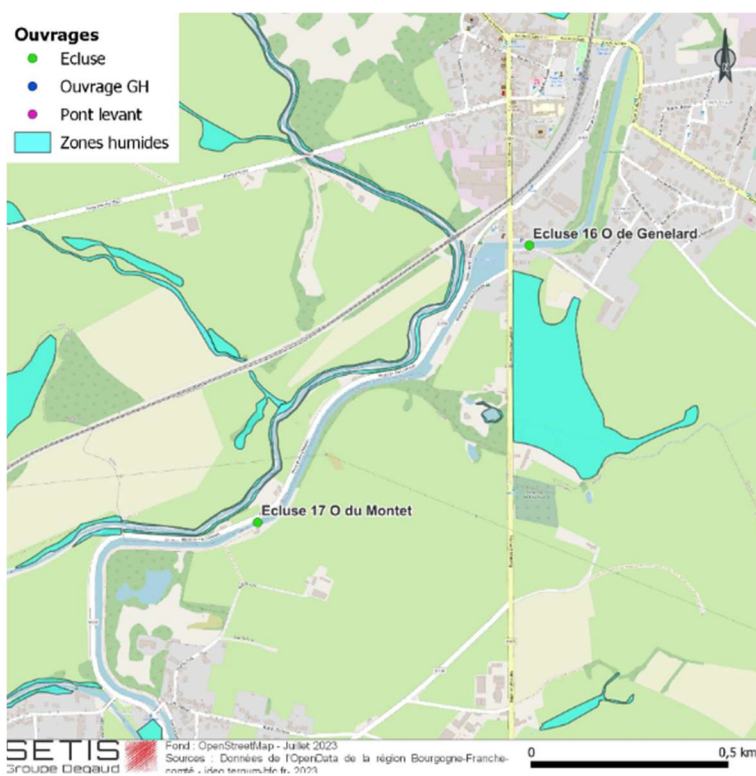 Ouvrages
Ecluse
Ouvrage GH
Pont levant
Zones humides
Ecluse 16 O de Genelard
Ecluse 17 O du Montet
SETIS
Groupe Degaud
Fond : OpenStreetMap - Juillet 2023
Sources : Données de l'OpenData de la région Bourgogne-Franche-
comté - ideo.ternum-bfc.fr- 2023
0
0,5 km